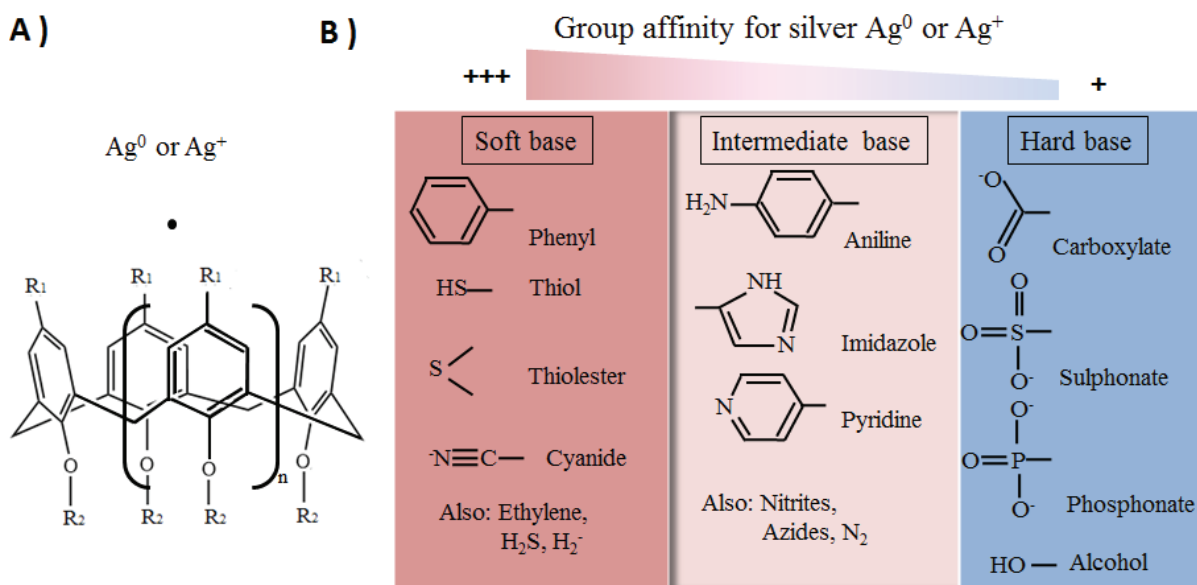 A )
B )
Group affinity for silver Ag⁰ or Ag⁺
+++
+
Ag⁰ or Ag⁺
R₁
R₁
R₁
R₁
O
O
O
O
n
R₂
R₂
R₂
R₂
Soft base
Phenyl
HS
Thiol
S
Thiolester
⁻N≡C
Cyanide
Also: Ethylene,
H₂S, H₂⁻
Intermediate base
H₂N
Aniline
NH
N
Imidazole
N
Pyridine
Also: Nitrites,
Azides, N₂
Hard base
⁻O
O
Carboxylate
O
O=S
O⁻
Sulphonate
O⁻
O=P
O⁻
Phosphonate
HO
Alcohol